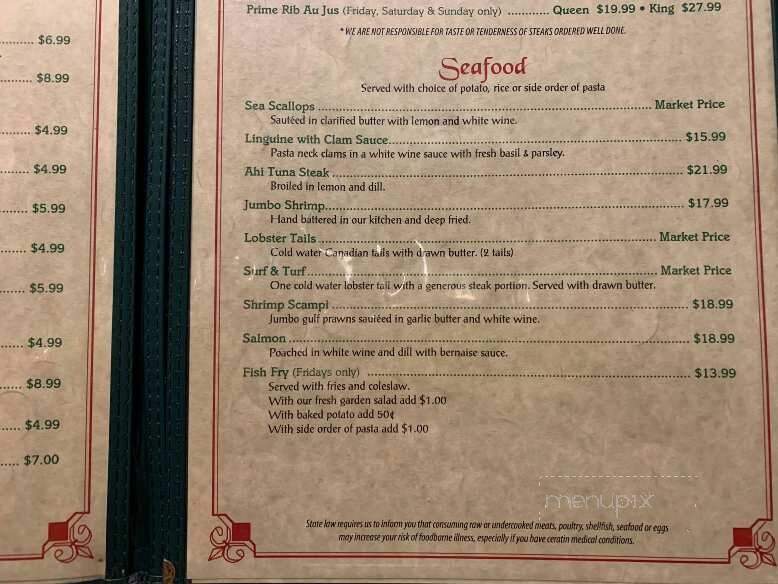 Prime Rib Au Jus (Friday, Saturday & Sunday only) ............ Queen $19.99 • King $27.99
* WE ARE NOT RESPONSIBLE FOR TASTE OR TENDERNESS OF STEAKS ORDERED WELL DONE.
Seafood
Served with choice of potato, rice or side order of pasta
Sea Scallops ........ Market Price
Sautéed in clarified butter with lemon and white wine.
Linguine with Clam Sauce........ $15.99
Pasta neck clams in a white wine sauce with fresh basil & parsley.
Ahi Tuna Steak ........ $21.99
Broiled in lemon and dill.
Jumbo Shrimp........ $17.99
Hand battered in our kitchen and deep fried.
Lobster Tails ........ Market Price
Cold water Canadian tails with drawn butter. (2 tails)
Surf & Turf ........ Market Price
One cold water lobster tail with a generous steak portion. Served with drawn butter.
Shrimp Scampi ........ $18.99
Jumbo gulf prawns sautéed in garlic butter and white wine.
Salmon ........ $18.99
Poached in white wine and dill with bernaise sauce.
Fish Fry (Fridays only) ........ $13.99
Served with fries and coleslaw.
With our fresh garden salad add $1.00
With baked potato add 50¢
With side order of pasta add $1.00
State law requires us to inform you that consuming raw or undercooked meats, poultry, shellfish, seafood or eggs
may increase your risk of foodborne illness, especially if you have ceratin medical conditions.
menupix
..... $6.99
..... $8.99
..... $4.99
..... $4.99
..... $5.99
..... $4.99
..... $5.99
..... $4.99
..... $8.99
..... $4.99
..... $7.00